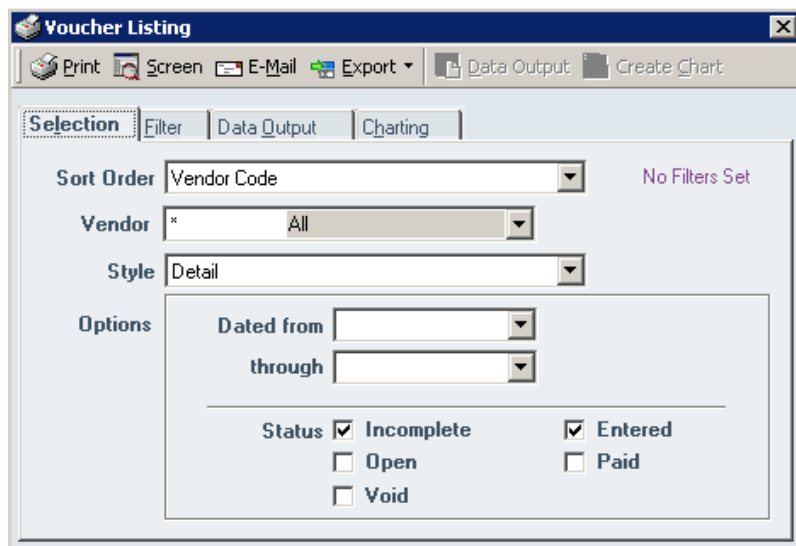 Voucher Listing
Print Screen E-Mail Export Data Output Create Chart
Selection Filter Data Output Charting
Sort Order Vendor Code No Filters Set
Vendor * All
Style Detail
Options Dated from
through
Status Incomplete Entered
Open Paid
Void